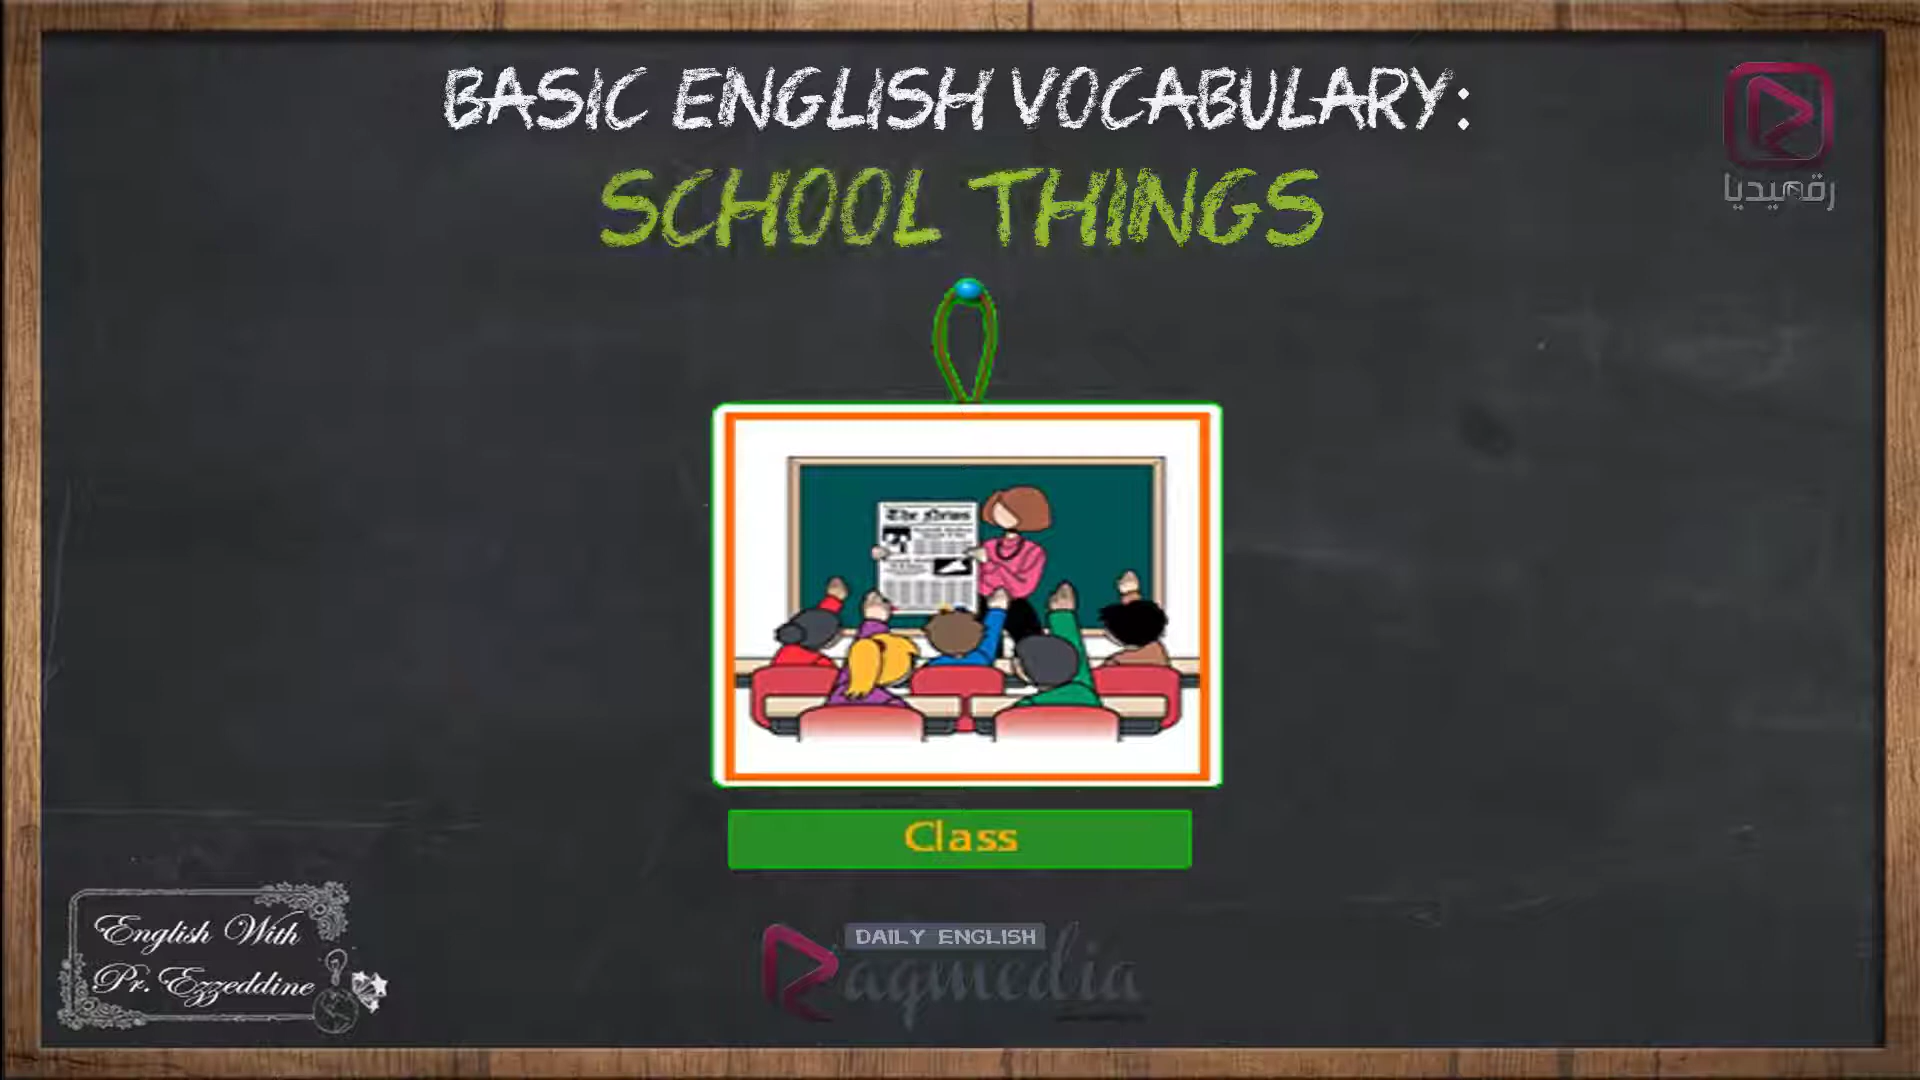 BASIC ENGLISH VOCABULARY:
SCHOOL THINGS
رقميديا
The News
Class
DAILY ENGLISH
Raqmedia
English With
Pr. Ezzeddine